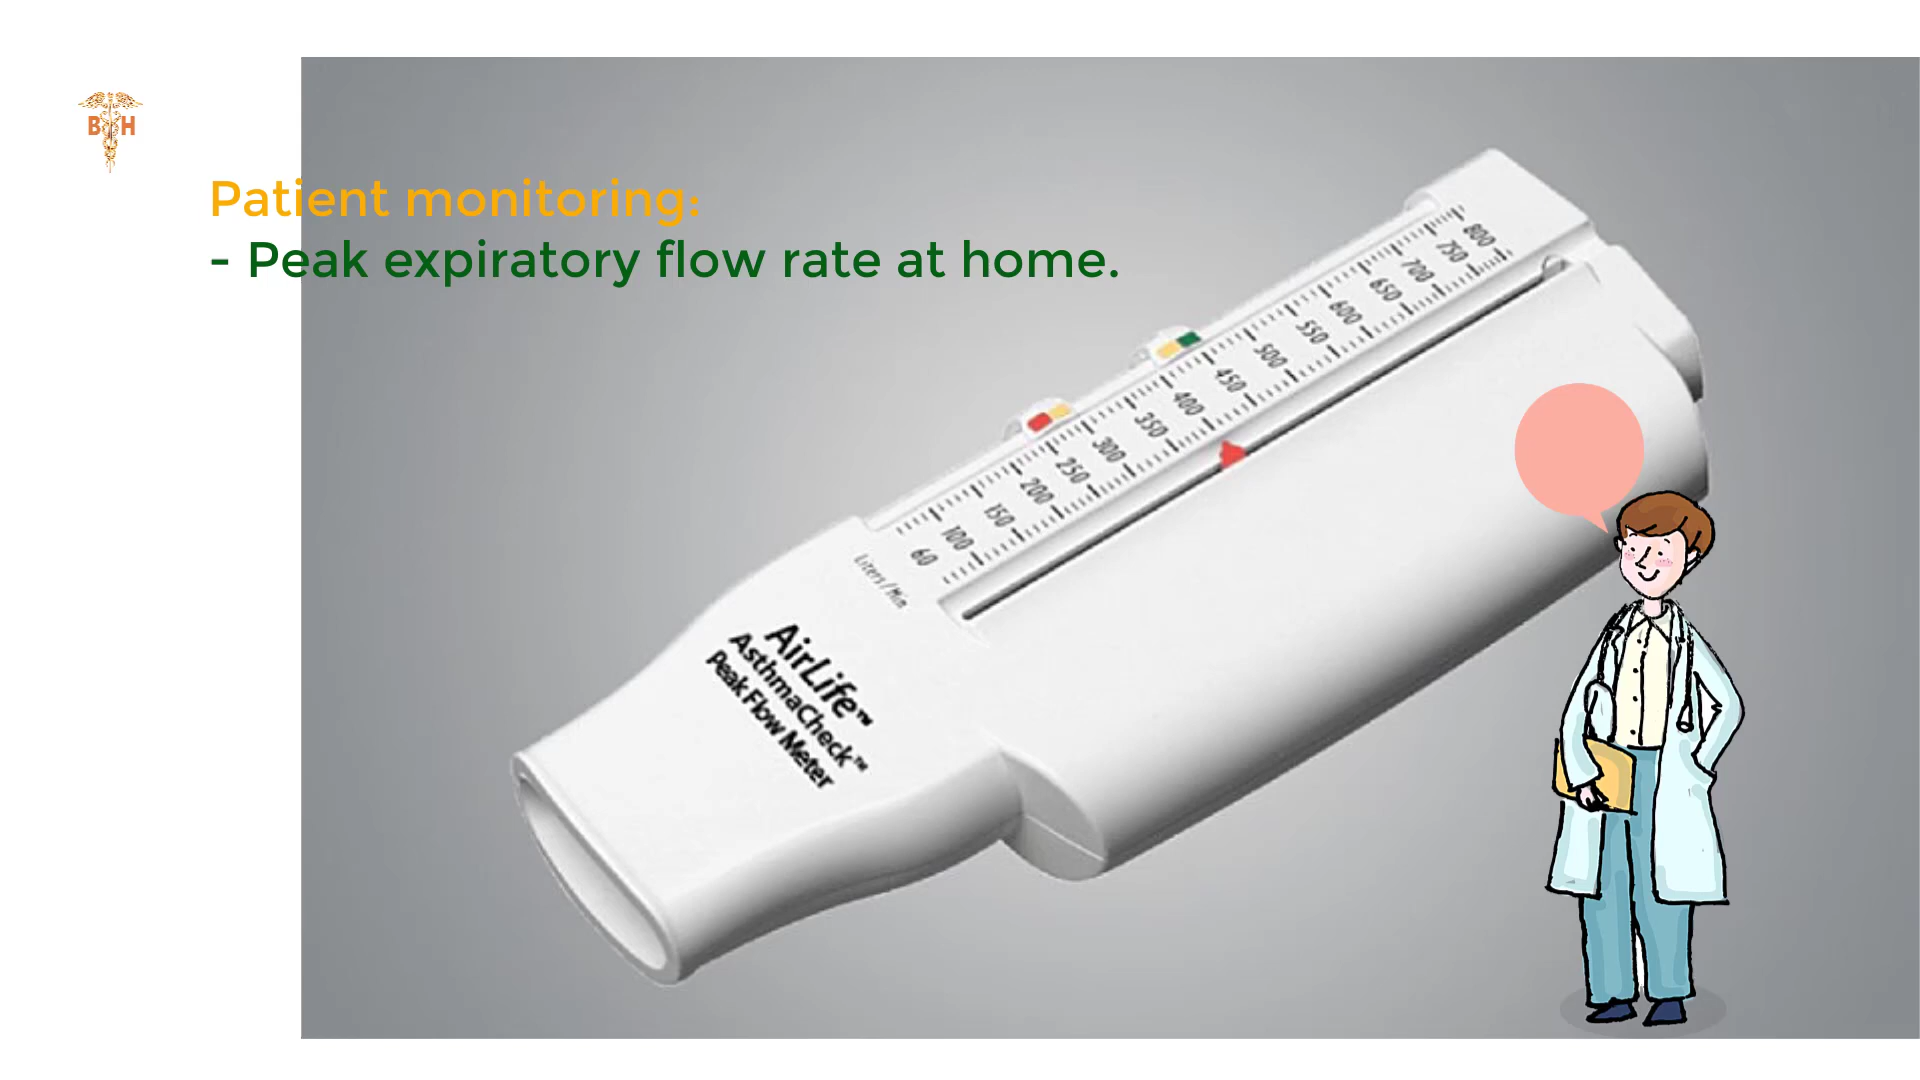 B H
Patient monitoring:
- Peak expiratory flow rate at home.
800
750
700
650
600
550
500
450
400
350
300
250
200
150
100
60
Liters / Min
AirLife™
AsthmaCheck™
Peak Flow Meter